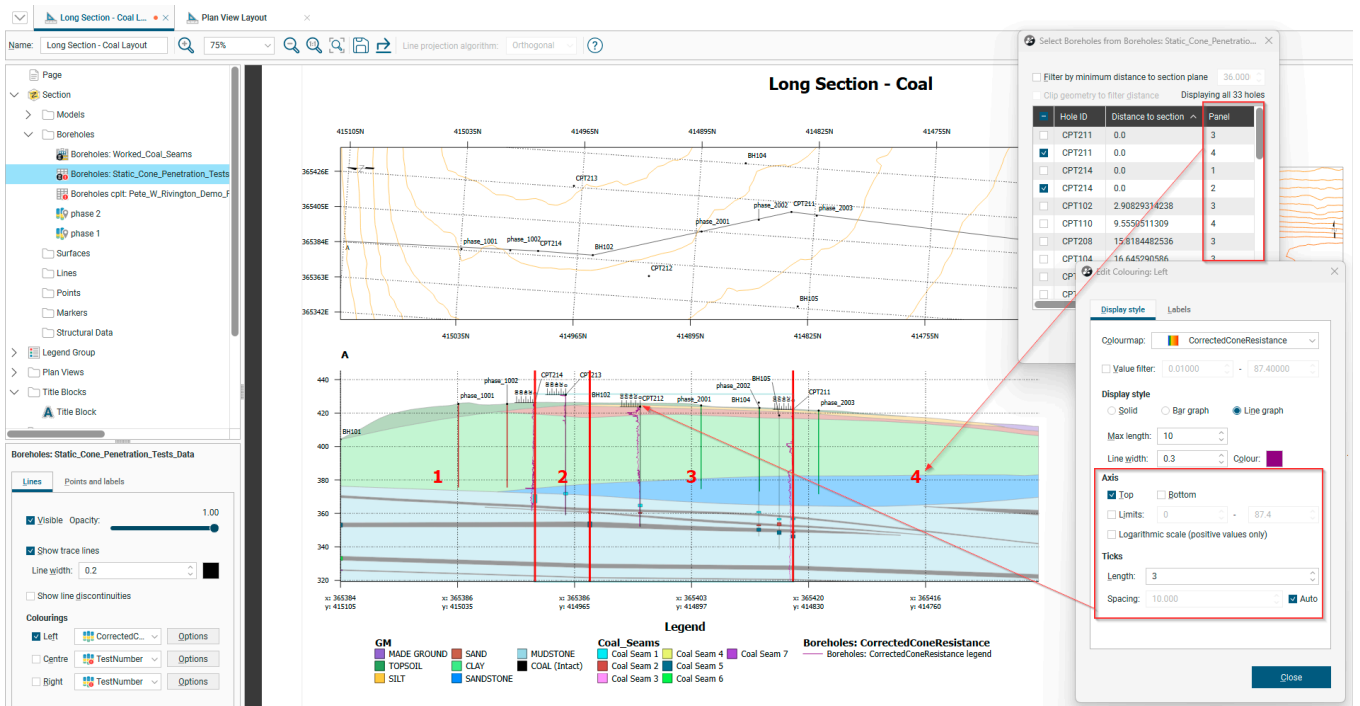 Long Section - Coal L...
Plan View Layout
Name: Long Section - Coal Layout
75%
Line projection algorithm: Orthogonal
Page
Section
Models
Boreholes
Boreholes: Worked_Coal_Seams
Boreholes: Static_Cone_Penetration_Tests
Boreholes cplt: Pete_W_Rivington_Demo_F
phase 2
phase 1
Surfaces
Lines
Points
Markers
Structural Data
Legend Group
Plan Views
Title Blocks
Title Block
Boreholes: Static_Cone_Penetration_Tests_Data
Lines
Points and labels
Visible Opacity: 1.00
Show trace lines
Line width: 0.2
Show line discontinuities
Colourings
Left CorrectedC... Options
Centre TestNumber Options
Right TestNumber Options
Long Section - Coal
415105N 415035N 414965N 414895N 414825N 414755N
365426E
365405E
365384E
365363E
365342E
BH104
CPT213
phase_2002 CPT211 phase_2003
phase_2001
phase_1001 phase_1002 CPT214 BH102
A
CPT212
BH105
415035N 414965N 414895N 414825N 414755N
A
440
420
400
380
360
340
320
BH101
phase_1001
phase_1002
CPT214
CPT213
BH102
CPT212
phase_2001
phase_2002
BH104
BH105
CPT211
phase_2003
1 2 3 4
x: 365384 x: 365386 x: 365386 x: 365403 x: 365420 x: 365416
y: 415105 y: 415035 y: 414965 y: 414897 y: 414830 y: 414760
Legend
GM
MADE GROUND SAND MUDSTONE
TOPSOIL CLAY COAL (Intact)
SILT SANDSTONE
Coal_Seams
Coal Seam 1 Coal Seam 4 Coal Seam 7
Coal Seam 2 Coal Seam 5
Coal Seam 3 Coal Seam 6
Boreholes: CorrectedConeResistance
Boreholes: CorrectedConeResistance legend
Select Boreholes from Boreholes: Static_Cone_Penetratio...
Filter by minimum distance to section plane 36.000
Clip geometry to filter distance Displaying all 33 holes
Hole ID Distance to section Panel
CPT211 0.0 3
CPT211 0.0 4
CPT214 0.0 1
CPT214 0.0 2
CPT102 2.90829314238 3
CPT110 9.5550511309 4
CPT208 15.8184482536 3
CPT104 16.645290586 3
Edit Colouring: Left
Display style
Labels
Colourmap: CorrectedConeResistance
Value filter: 0.01000 - 87.40000
Display style
Solid Bar graph Line graph
Max length: 10
Line width: 0.3 Colour:
Axis
Top Bottom
Limits: 0 - 87.4
Logarithmic scale (positive values only)
Ticks
Length: 3
Spacing: 10.000 Auto
Close